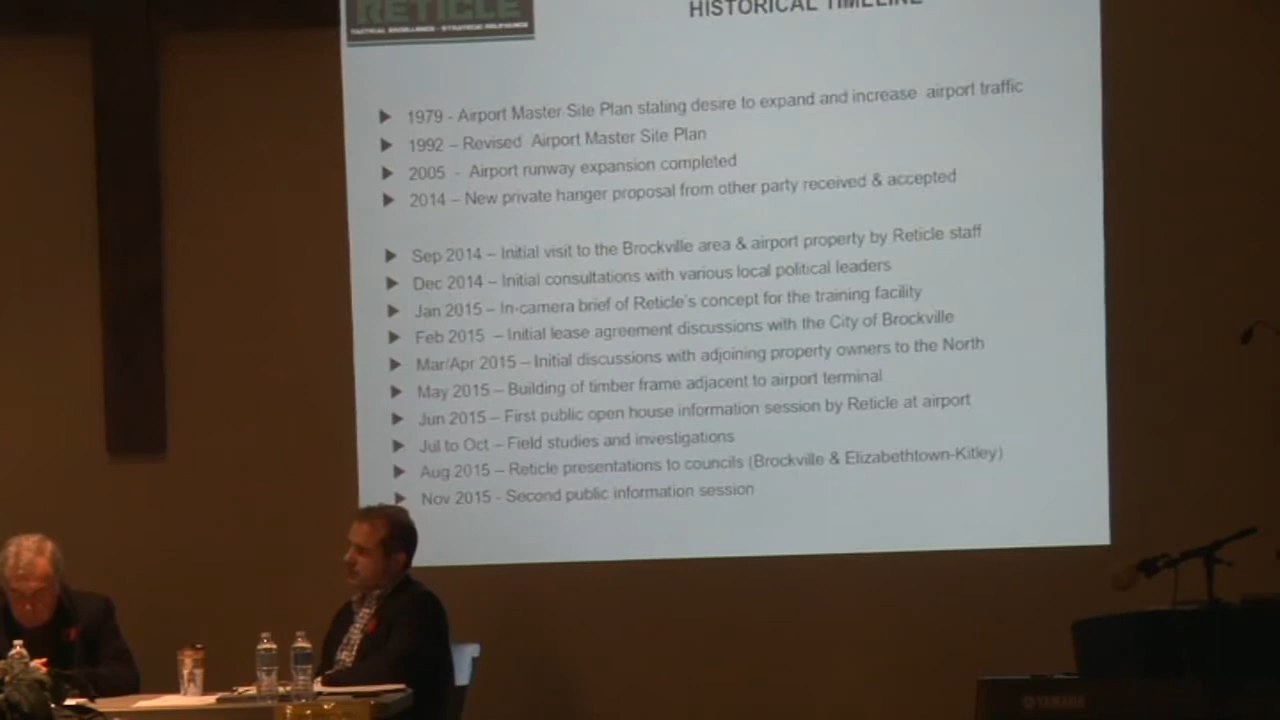 RETICLE
TACTICAL EXCELLENCE - STRATEGIC RELEVANCE
HISTORICAL TIMELINE
1979 - Airport Master Site Plan stating desire to expand and increase airport traffic
1992 – Revised Airport Master Site Plan
2005 - Airport runway expansion completed
2014 – New private hanger proposal from other party received & accepted
Sep 2014 – Initial visit to the Brockville area & airport property by Reticle staff
Dec 2014 – Initial consultations with various local political leaders
Jan 2015 – In-camera brief of Reticle's concept for the training facility
Feb 2015 – Initial lease agreement discussions with the City of Brockville
Mar/Apr 2015 – Initial discussions with adjoining property owners to the North
May 2015 – Building of timber frame adjacent to airport terminal
Jun 2015 – First public open house information session by Reticle at airport
Jul to Oct – Field studies and investigations
Aug 2015 – Reticle presentations to councils (Brockville & Elizabethtown-Kitley)
Nov 2015 - Second public information session
YAMAHA